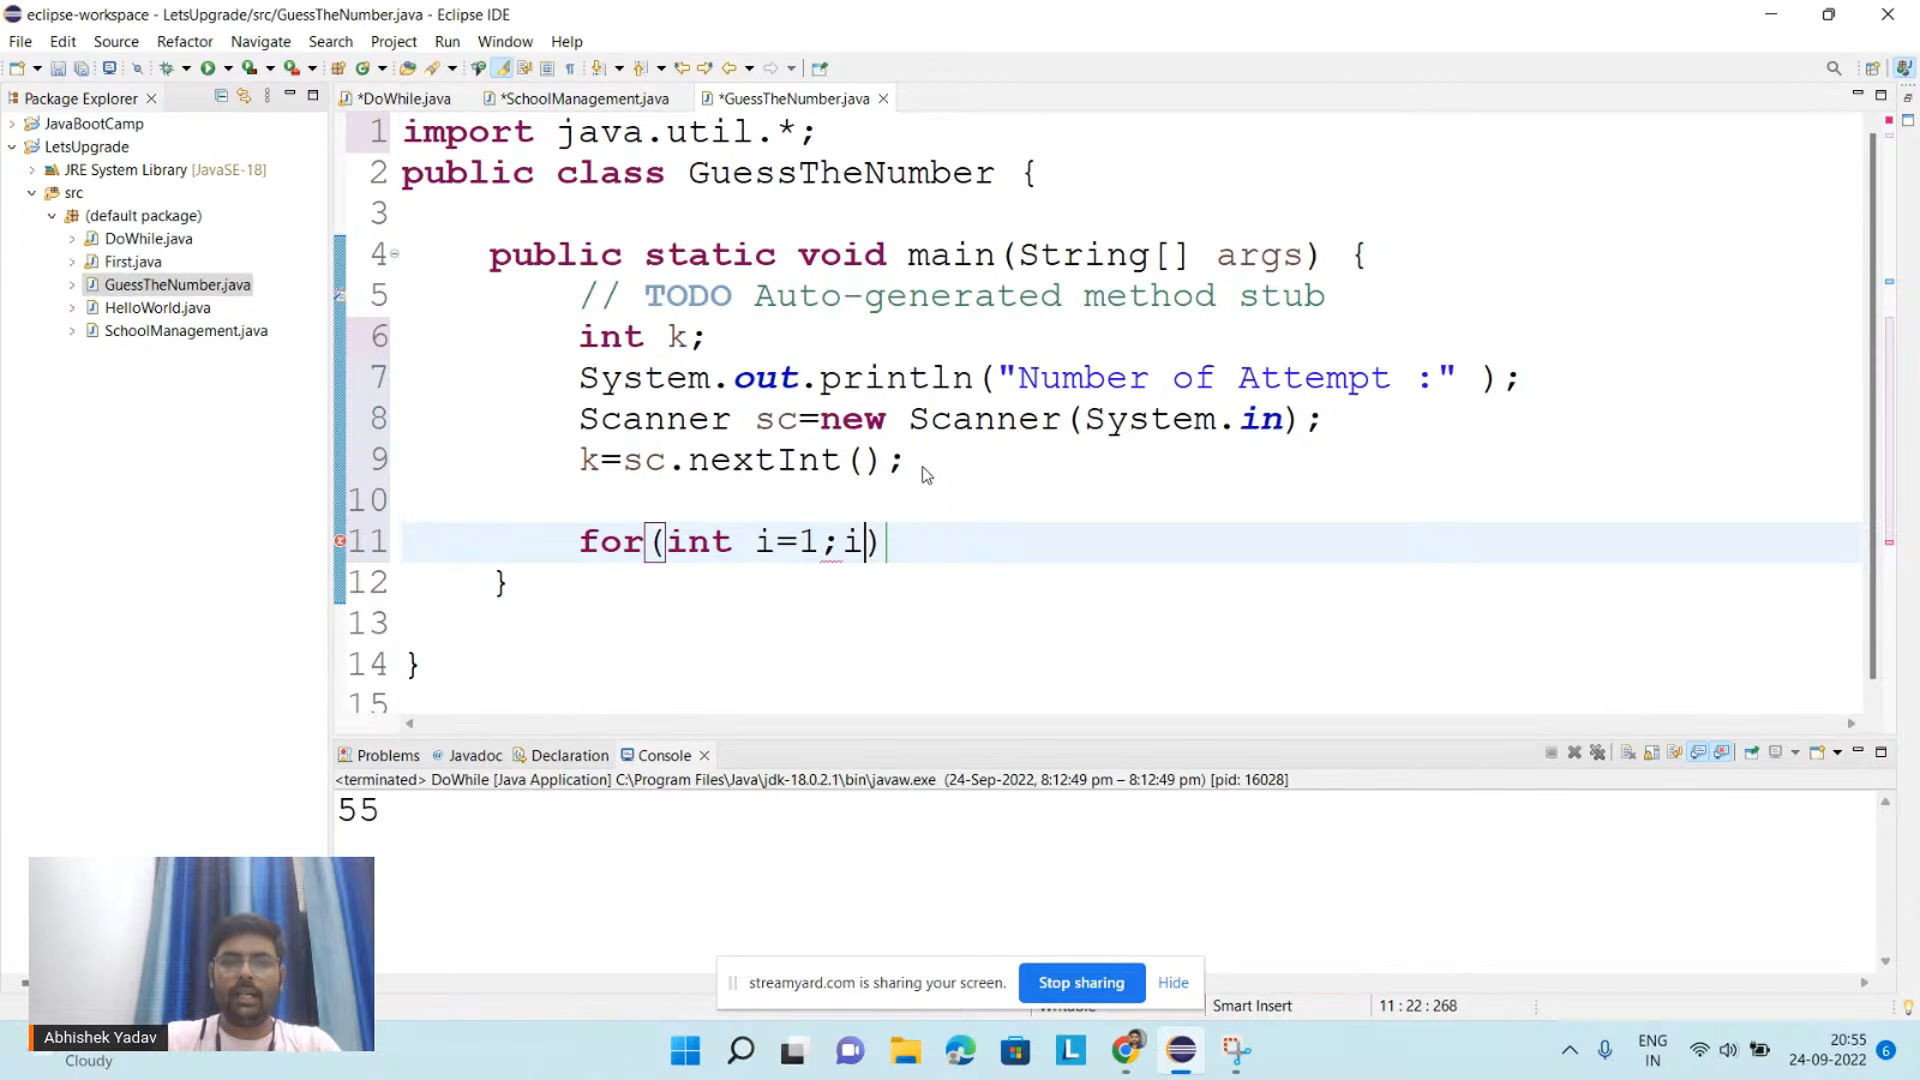 eclipse-workspace - LetsUpgrade/src/GuessTheNumber.java - Eclipse IDE
File Edit Source Refactor Navigate Search Project Run Window Help
Package Explorer
*DoWhile.java *SchoolManagement.java *GuessTheNumber.java
JavaBootCamp
LetsUpgrade
JRE System Library [JavaSE-18]
src
(default package)
DoWhile.java
First.java
GuessTheNumber.java
HelloWorld.java
SchoolManagement.java
1 import java.util.*;
2 public class GuessTheNumber {
3
4 public static void main(String[] args) {
5 // TODO Auto-generated method stub
6 int k;
7 System.out.println("Number of Attempt :" );
8 Scanner sc=new Scanner(System.in);
9 k=sc.nextInt();
10
11 for(int i=1;i)
12 }
13
14 }
15
Problems Javadoc Declaration Console
<terminated> DoWhile [Java Application] C:\Program Files\Java\jdk-18.0.2.1\bin\javaw.exe (24-Sep-2022, 8:12:49 pm – 8:12:49 pm) [pid: 16028]
55
streamyard.com is sharing your screen. Stop sharing Hide
Smart Insert 11 : 22 : 268
Abhishek Yadav
Cloudy
ENG
IN
20:55
24-09-2022
6